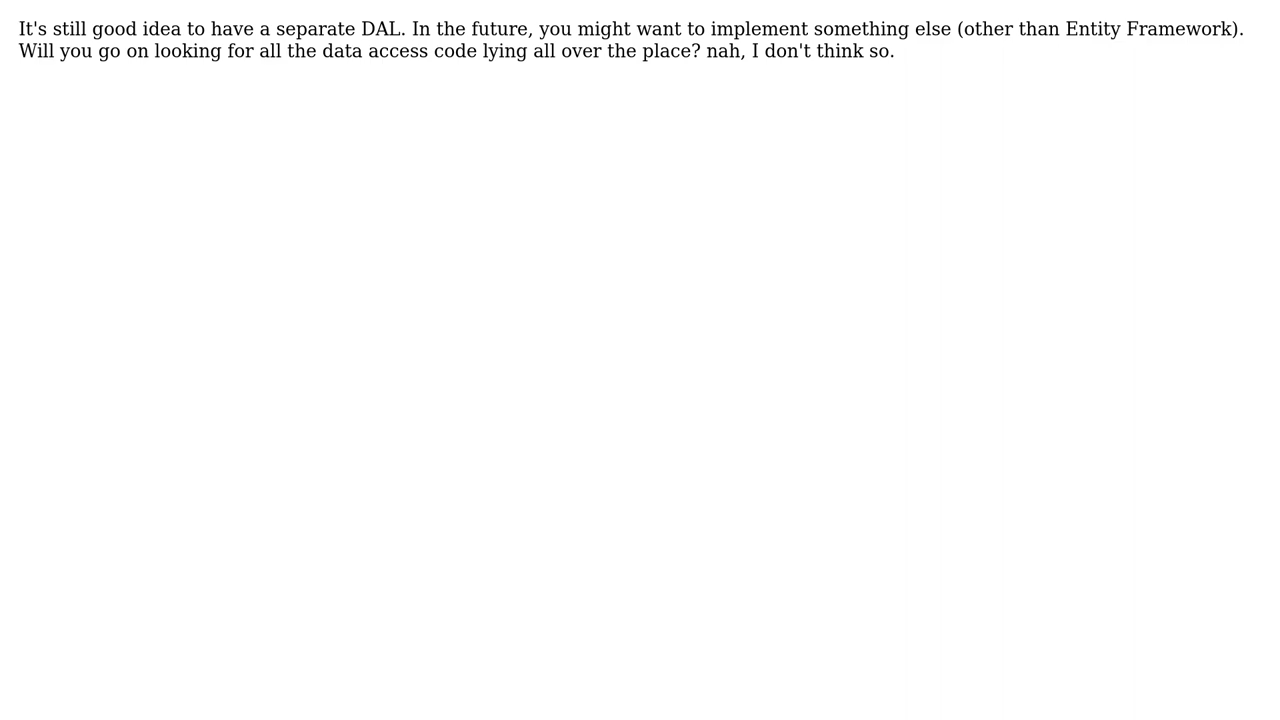 It's still good idea to have a separate DAL. In the future, you might want to implement something else (other than Entity Framework).
Will you go on looking for all the data access code lying all over the place? nah, I don't think so.